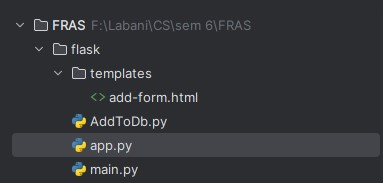 FRAS F:\Labani\CS\sem 6\FRAS
flask
templates
<> add-form.html
AddToDb.py
app.py
main.py